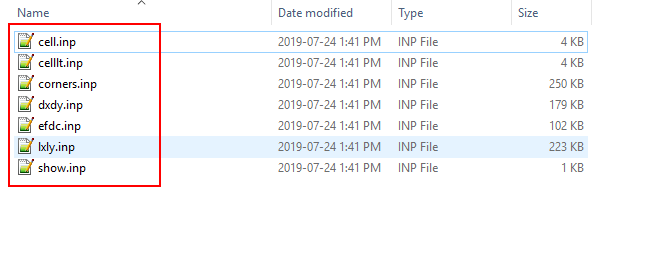 Name Date modified Type Size
cell.inp 2019-07-24 1:41 PM INP File 4 KB
celllt.inp 2019-07-24 1:41 PM INP File 4 KB
corners.inp 2019-07-24 1:41 PM INP File 250 KB
dxdy.inp 2019-07-24 1:41 PM INP File 179 KB
efdc.inp 2019-07-24 1:41 PM INP File 102 KB
lxly.inp 2019-07-24 1:41 PM INP File 223 KB
show.inp 2019-07-24 1:41 PM INP File 1 KB